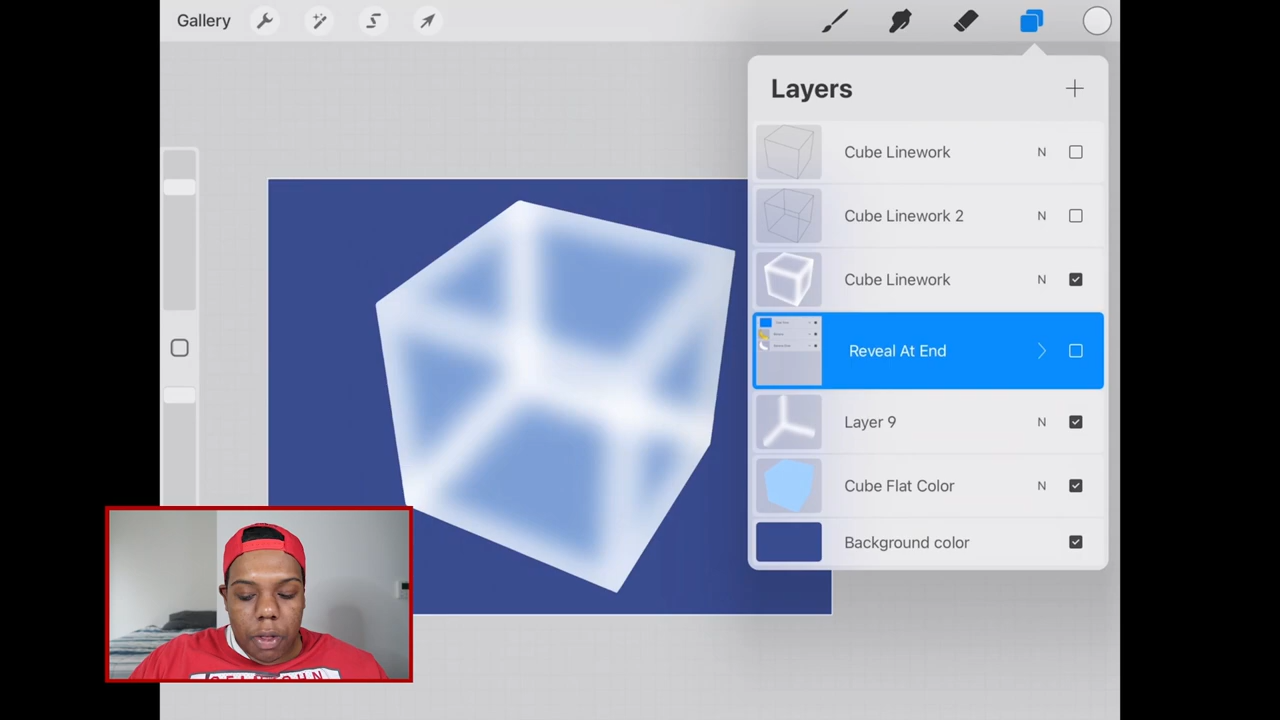 Gallery
Layers
Cube Linework N
Cube Linework 2 N
Cube Linework N
Reveal At End
Layer 9 N
Cube Flat Color N
Background color